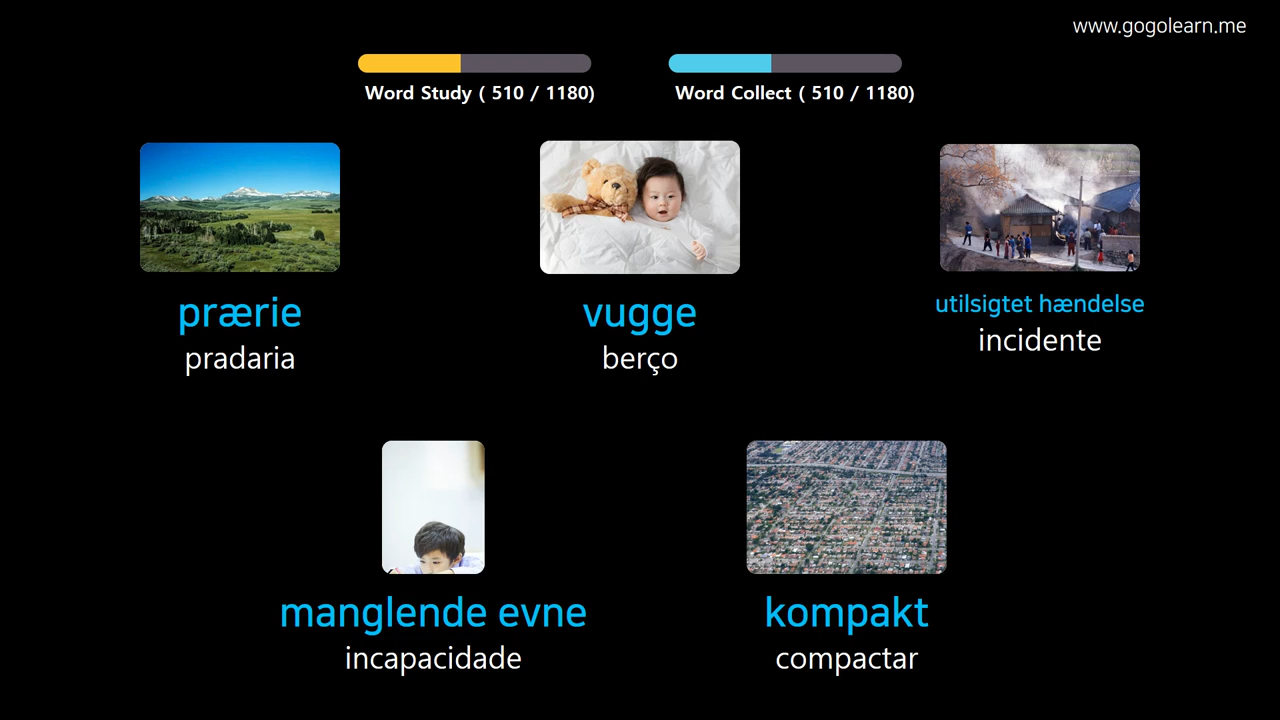 www.gogolearn.me
Word Study ( 510 / 1180)
Word Collect ( 510 / 1180)
prærie
pradaria
vugge
berço
utilsigtet hændelse
incidente
manglende evne
incapacidade
kompakt
compactar